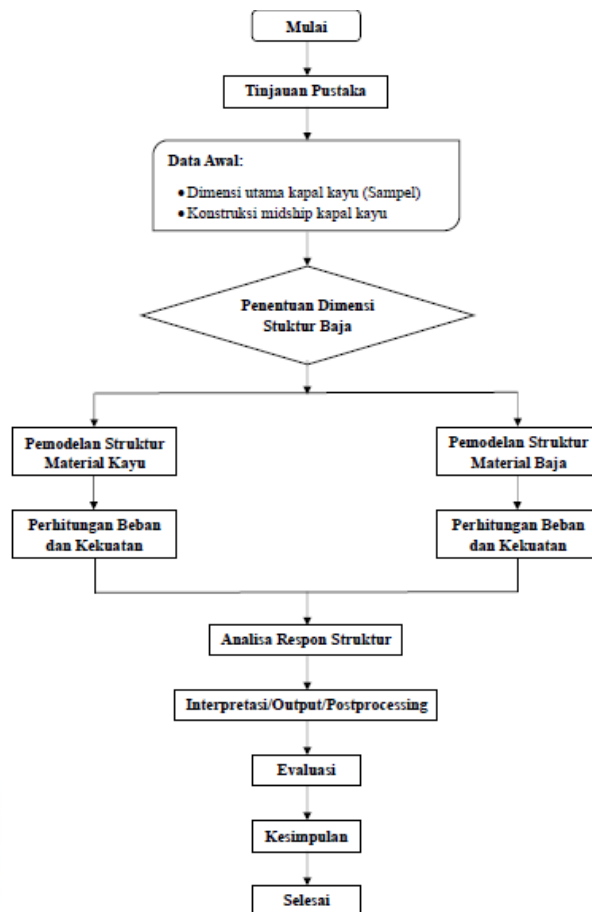 Mulai
Tinjauan Pustaka
Data Awal:
• Dimensi utama kapal kayu (Sampel)
• Konstruksi midship kapal kayu
Penentuan Dimensi
Stuktur Baja
Pemodelan Struktur
Material Kayu
Pemodelan Struktur
Material Baja
Perhitungan Beban
dan Kekuatan
Perhitungan Beban
dan Kekuatan
Analisa Respon Struktur
Interpretasi/Output/Postprocessing
Evaluasi
Kesimpulan
Selesai